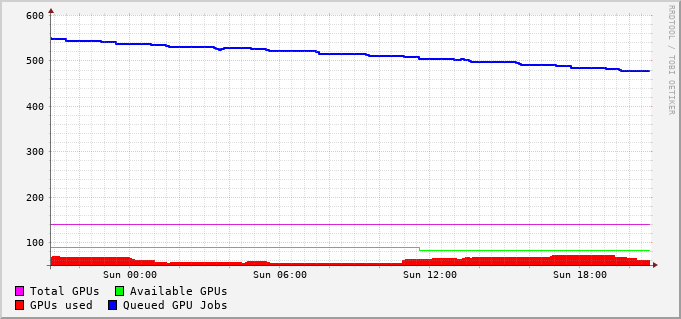 600
500
400
300
200
100
Sun 00:00 Sun 06:00 Sun 12:00 Sun 18:00
Total GPUs Available GPUs
GPUs used Queued GPU Jobs
RRDTOOL / TOBI OETIKER